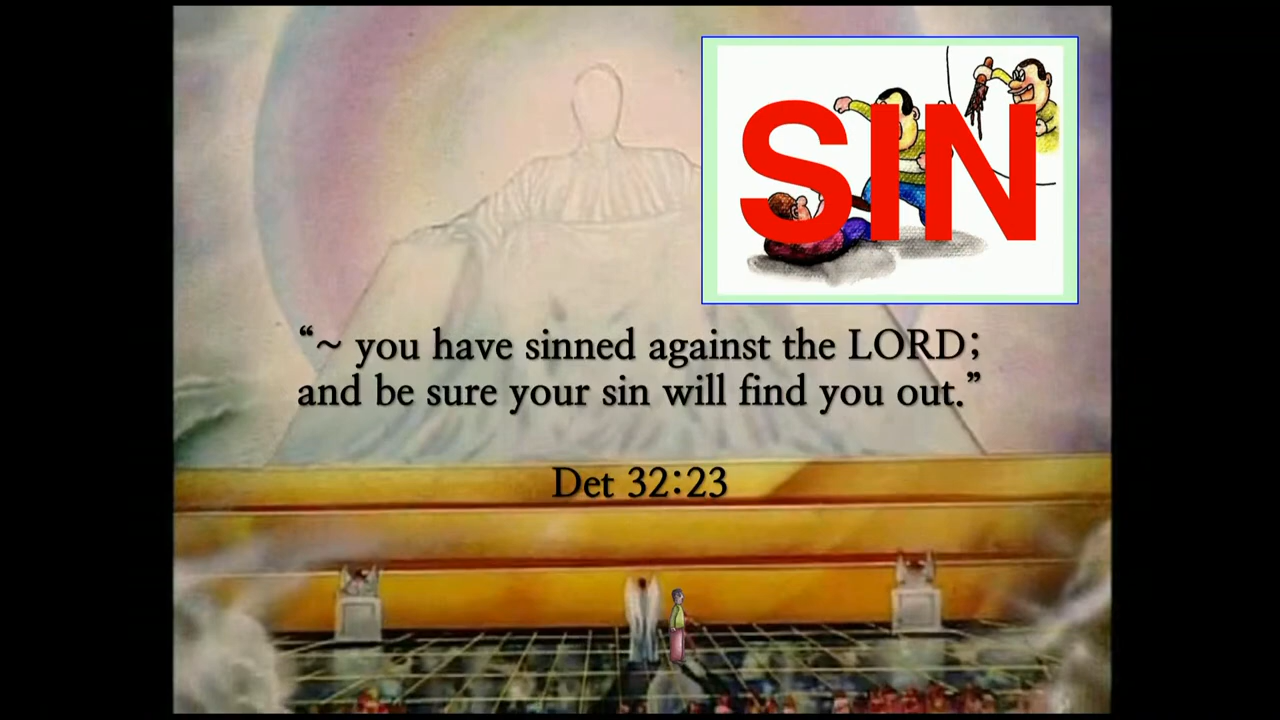 SIN
“~ you have sinned against the LORD;
and be sure your sin will find you out.”
Det 32:23